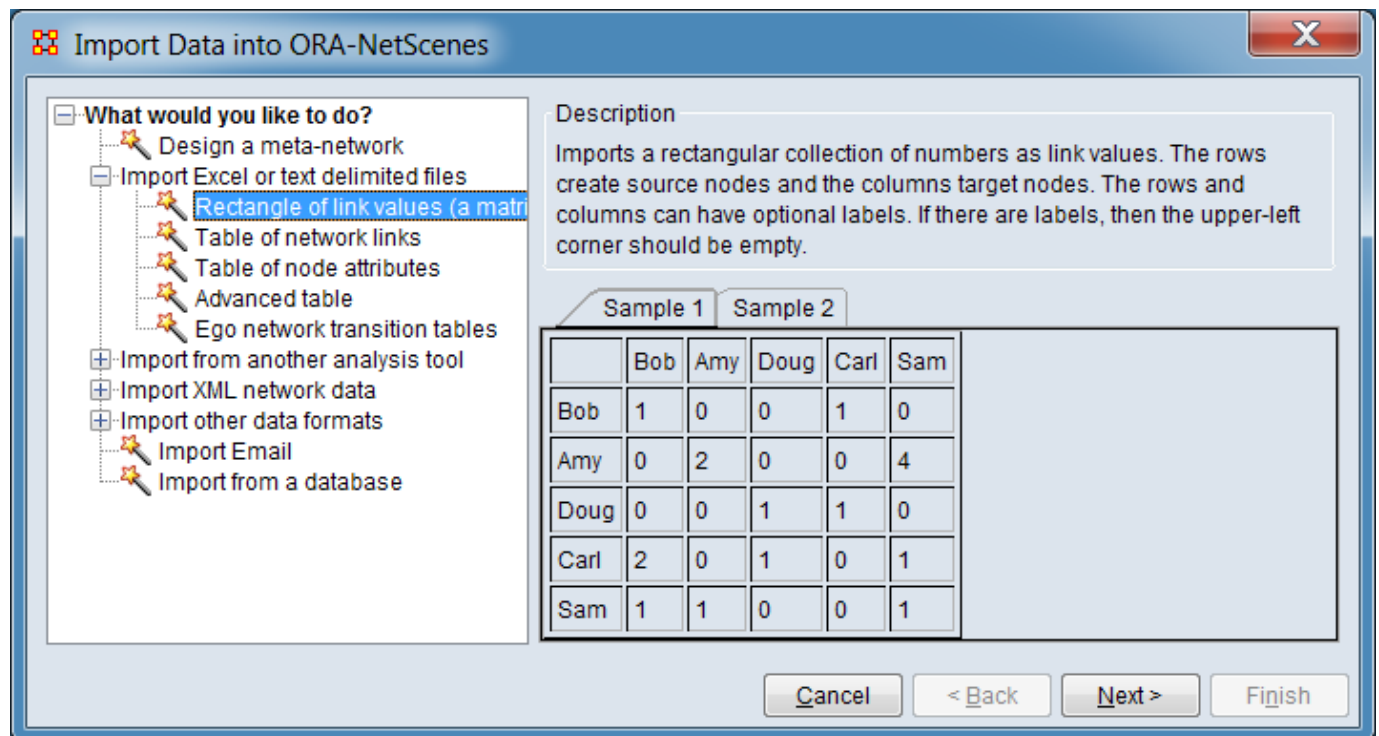 Import Data into ORA-NetScenes
What would you like to do?
Design a meta-network
Import Excel or text delimited files
Rectangle of link values (a matri
Table of network links
Table of node attributes
Advanced table
Ego network transition tables
Import from another analysis tool
Import XML network data
Import other data formats
Import Email
Import from a database
Description
Imports a rectangular collection of numbers as link values. The rows
create source nodes and the columns target nodes. The rows and
columns can have optional labels. If there are labels, then the upper-left
corner should be empty.
Sample 1 Sample 2
Bob Amy Doug Carl Sam
Bob 1 0 0 1 0
Amy 0 2 0 0 4
Doug 0 0 1 1 0
Carl 2 0 1 0 1
Sam 1 1 0 0 1
Cancel < Back Next > Finish